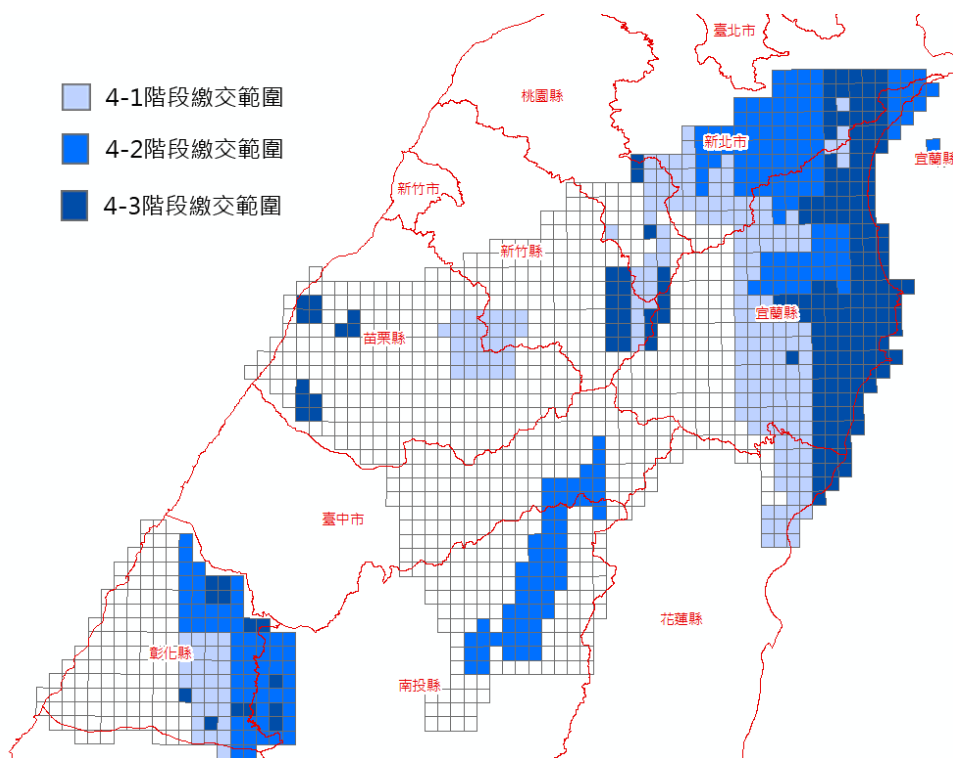 臺北市
4-1階段繳交範圍
桃園縣
4-2階段繳交範圍
新北市
宜蘭縣
新竹市
4-3階段繳交範圍
新竹縣
宜蘭縣
苗栗縣
臺中市
花蓮縣
彰化縣
南投縣